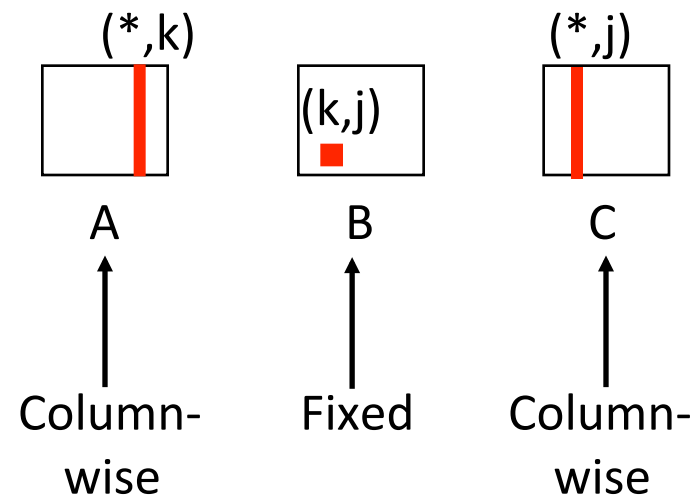 (*,k)
(*,j)
(k,j)
A
B
C
Column-
wise
Fixed
Column-
wise